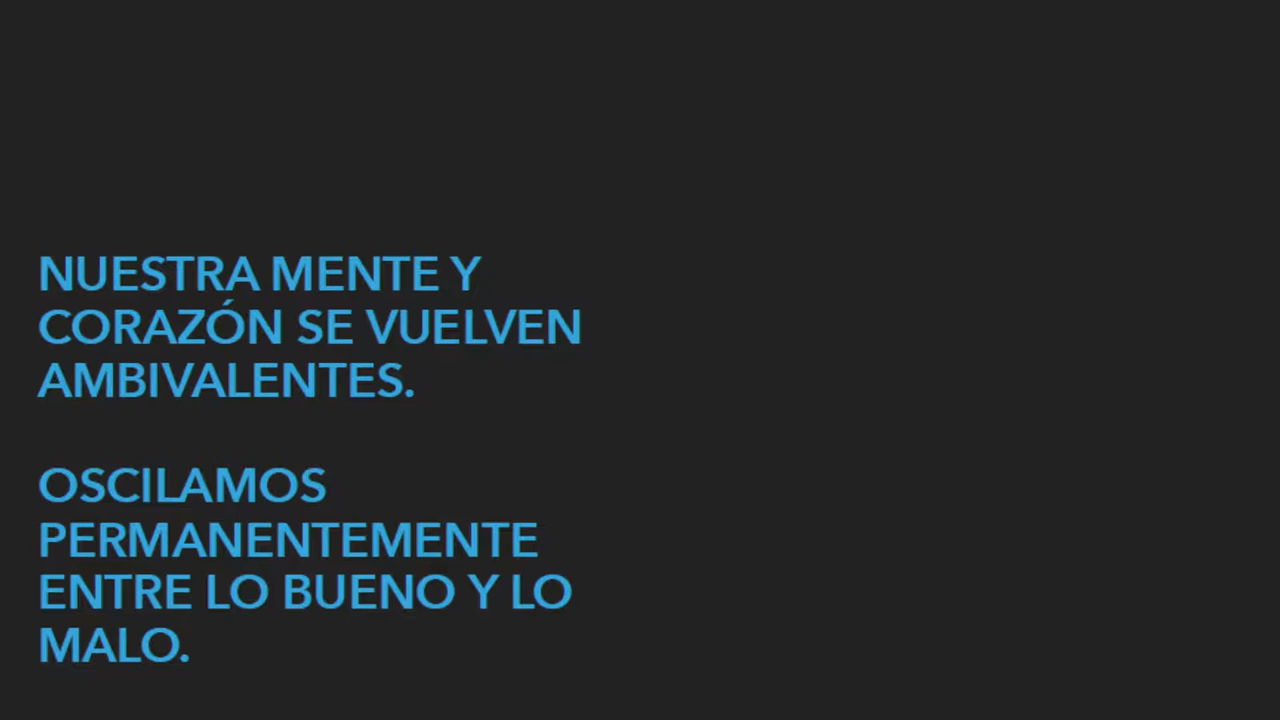 NUESTRA MENTE Y
CORAZÓN SE VUELVEN
AMBIVALENTES.
OSCILAMOS
PERMANENTEMENTE
ENTRE LO BUENO Y LO
MALO.